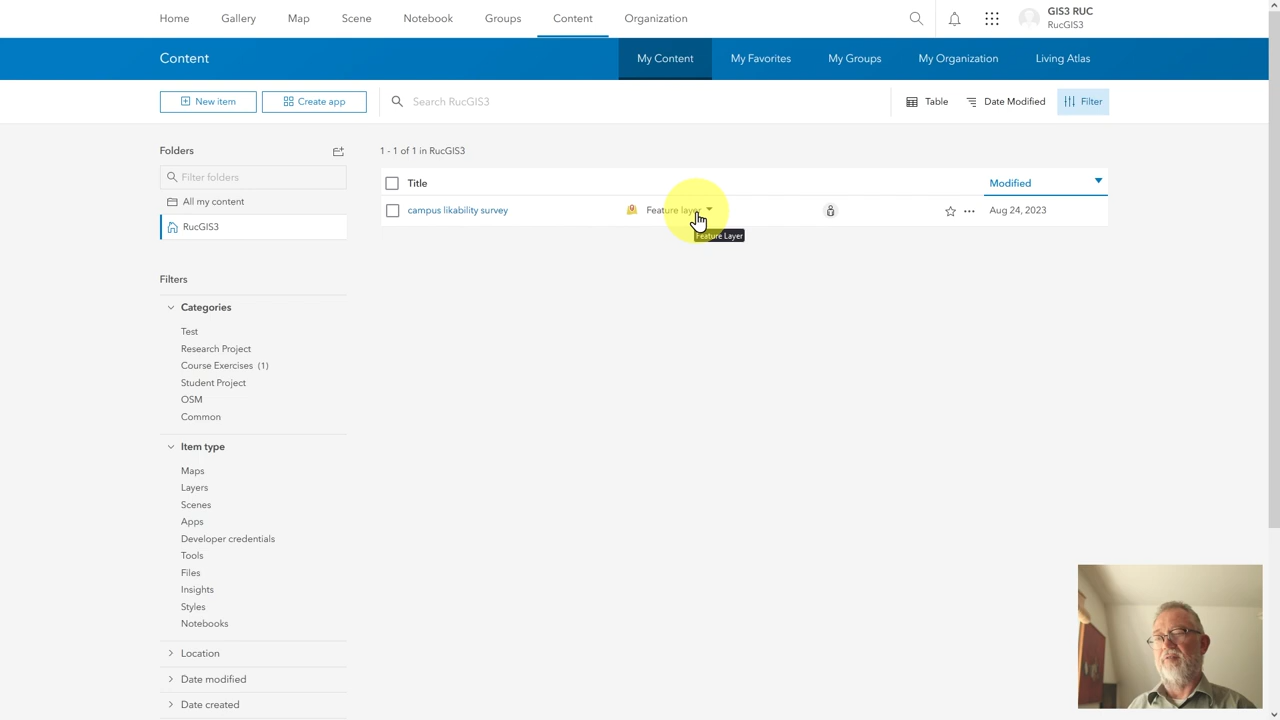 Home Gallery Map Scene Notebook Groups Content Organization
GIS3 RUC
RucGIS3
Content My Content My Favorites My Groups My Organization Living Atlas
New item Create app Search RucGIS3 Table Date Modified Filter
Folders
1 - 1 of 1 in RucGIS3
Filter folders
Title Modified
All my content
campus likability survey Feature layer Aug 24, 2023
RucGIS3
Feature Layer
Filters
Categories
Test
Research Project
Course Exercises (1)
Student Project
OSM
Common
Item type
Maps
Layers
Scenes
Apps
Developer credentials
Tools
Files
Insights
Styles
Notebooks
Location
Date modified
Date created